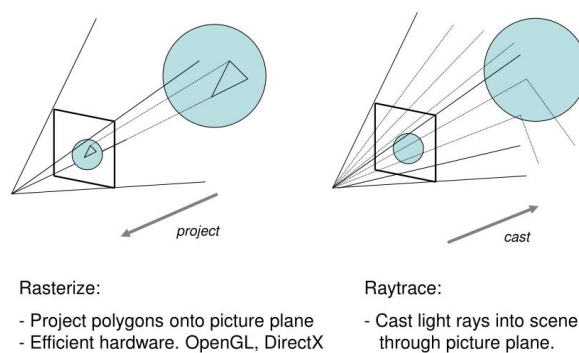 project
cast
Rasterize:
- Project polygons onto picture plane
- Efficient hardware. OpenGL, DirectX
Raytrace:
- Cast light rays into scene
through picture plane.